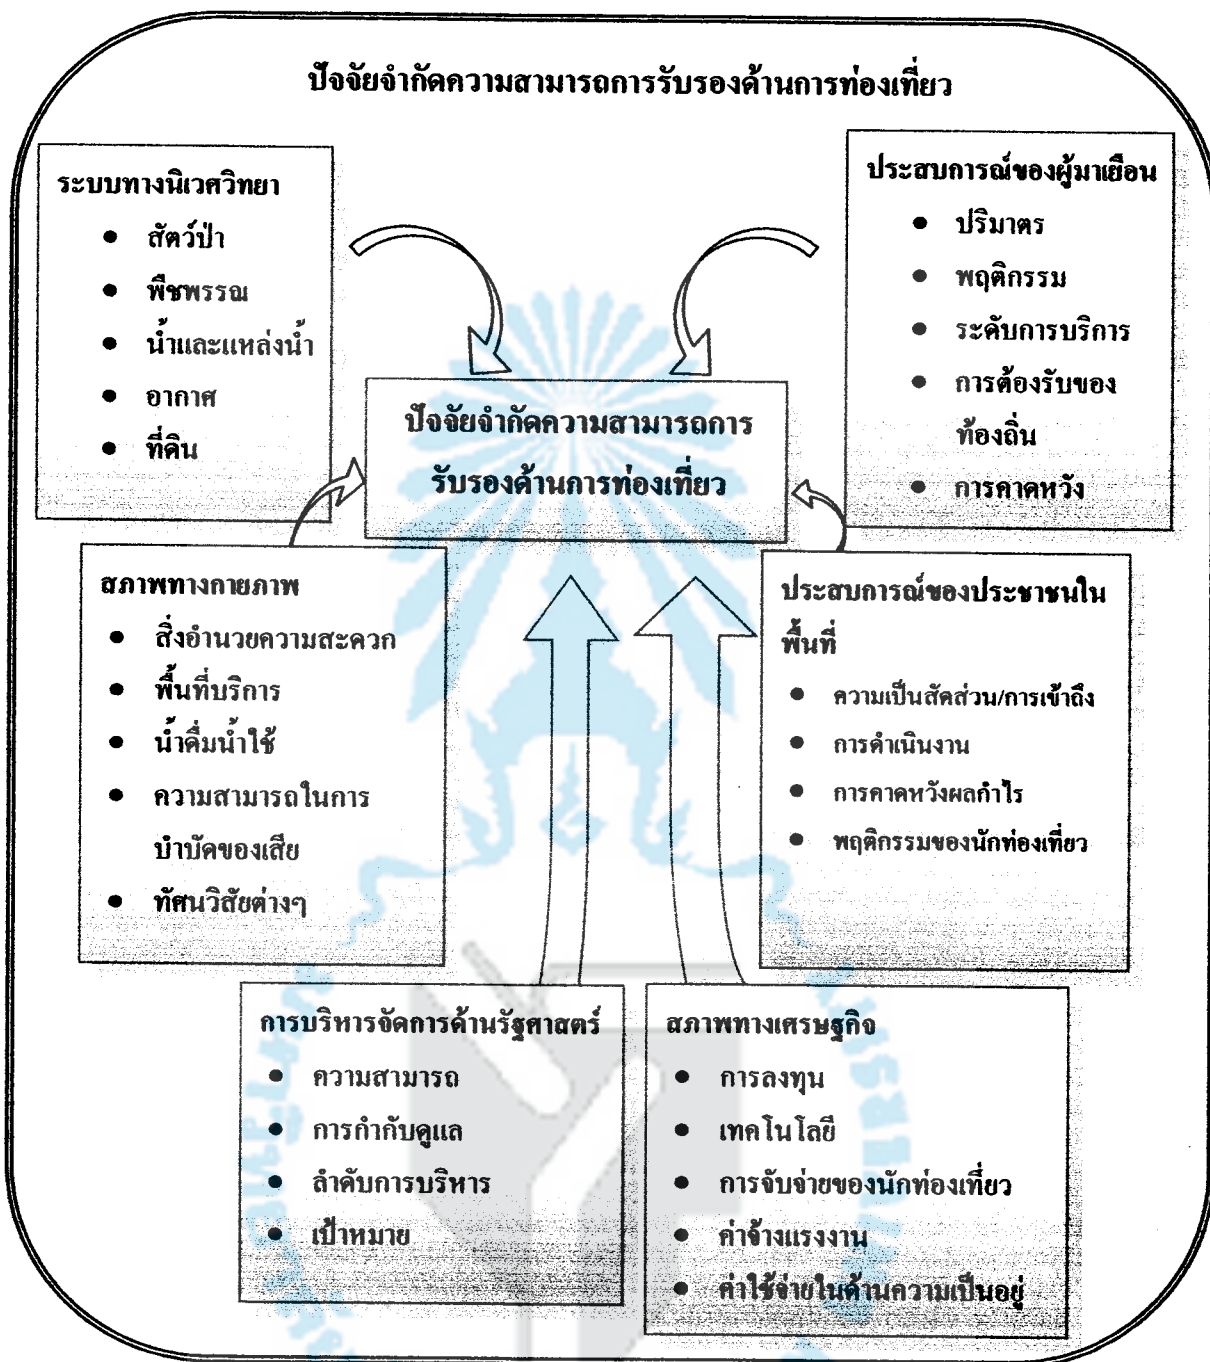 ปัจจัยจำกัดความสามารถการรับรองด้านการท่องเที่ยว
ระบบทางนิเวศวิทยา
● สัตว์ป่า
● พืชพรรณ
● น้ำและแหล่งน้ำ
● อากาศ
● ที่ดิน
ประสบการณ์ของผู้มาเยือน
● ปริมาตร
● พฤติกรรม
● ระดับการบริการ
● การต้องรับของ
ท้องถิ่น
● การคาดหวัง
ปัจจัยจำกัดความสามารถการ
รับรองด้านการท่องเที่ยว
สภาพทางกายภาพ
● สิ่งอำนวยความสะดวก
● พื้นที่บริการ
● น้ำดื่มน้ำใช้
● ความสามารถในการ
บำบัดของเสีย
● ทัศนวิสัยต่างๆ
ประสบการณ์ของประชาชนใน
พื้นที่
● ความเป็นสัดส่วน/การเข้าถึง
● การดำเนินงาน
● การคาดหวังผลกำไร
● พฤติกรรมของนักท่องเที่ยว
การบริหารจัดการด้านรัฐศาสตร์
● ความสามารถ
● การกำกับดูแล
● ลำดับการบริหาร
● เป้าหมาย
สภาพทางเศรษฐกิจ
● การลงทุน
● เทคโนโลยี
● การจับจ่ายของนักท่องเที่ยว
● ค่าจ้างแรงงาน
● ค่าใช้จ่ายในด้านความเป็นอยู่